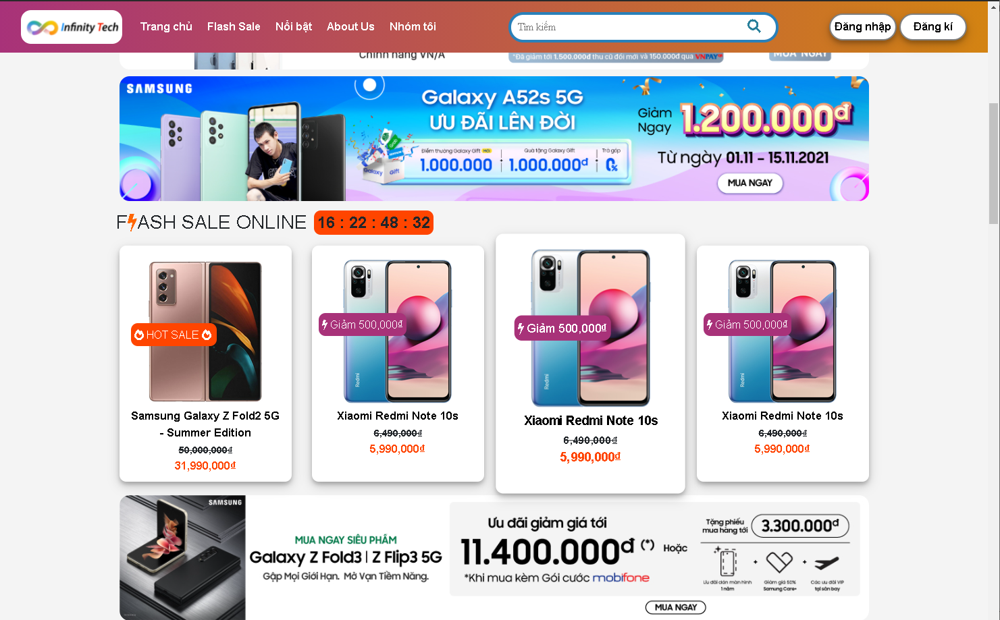 Infinity Tech
Trang chủ
Flash Sale
Nổi bật
About Us
Nhóm tôi
Tìm kiếm
Đăng nhập
Đăng kí
Chính hãng VN/A
*Đã giảm tới 1.500.000đ thu cũ đổi mới và 150.000đ qua VNPAY
MUA NGAY
SAMSUNG
Galaxy A52s 5G
ƯU ĐÃI LÊN ĐỜI
Điểm thưởng Galaxy Gift MỚI
1.000.000
Quà tặng Galaxy Gift
1.000.000đ
Trả góp
0%
Galaxy Gift
Giảm
Ngay
1.200.000đ
Từ ngày 01.11 - 15.11.2021
MUA NGAY
FLASH SALE ONLINE
16 : 22 : 48 : 32
HOT SALE
Samsung Galaxy Z Fold2 5G
- Summer Edition
50,000,000₫
31,990,000₫
Redmi
Giảm 500,000₫
Xiaomi Redmi Note 10s
6,490,000₫
5,990,000₫
Redmi
Giảm 500,000₫
Xiaomi Redmi Note 10s
6,490,000₫
5,990,000₫
Redmi
Giảm 500,000₫
Xiaomi Redmi Note 10s
6,490,000₫
5,990,000₫
SAMSUNG
MUA NGAY SIÊU PHẨM
Galaxy Z Fold3 | Z Flip3 5G
Gập Mọi Giới Hạn. Mở Vạn Tiềm Năng.
Ưu đãi giảm giá tới
11.400.000đ (*)
*Khi mua kèm Gói cước mobifone
Hoặc
Tặng phiếu
mua hàng tới
3.300.000đ
Ưu đãi dán màn hình
1 năm
Giảm giá 50%
Samsung Care+
Các ưu đãi VIP
tại sân bay
MUA NGAY